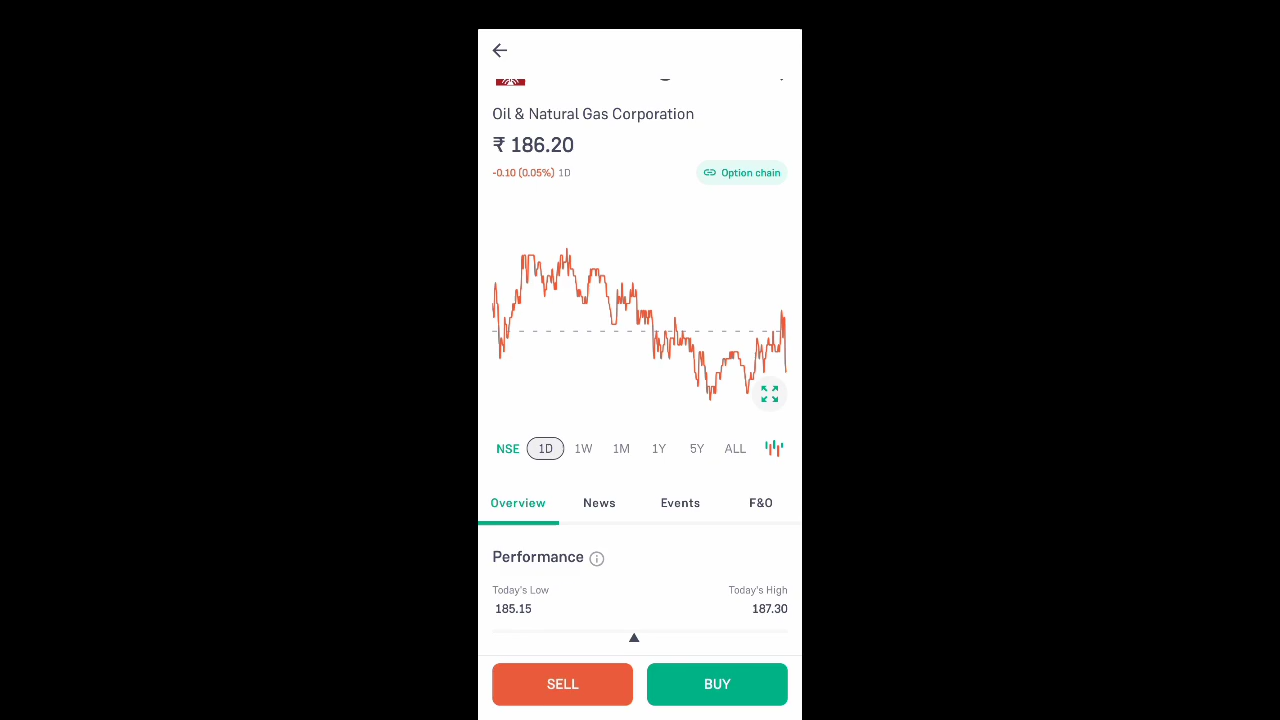 Oil & Natural Gas Corporation
₹ 186.20
-0.10 (0.05%) 1D
Option chain
NSE 1D 1W 1M 1Y 5Y ALL
Overview News Events F&O
Performance
Today's Low Today's High
185.15 187.30
SELL BUY